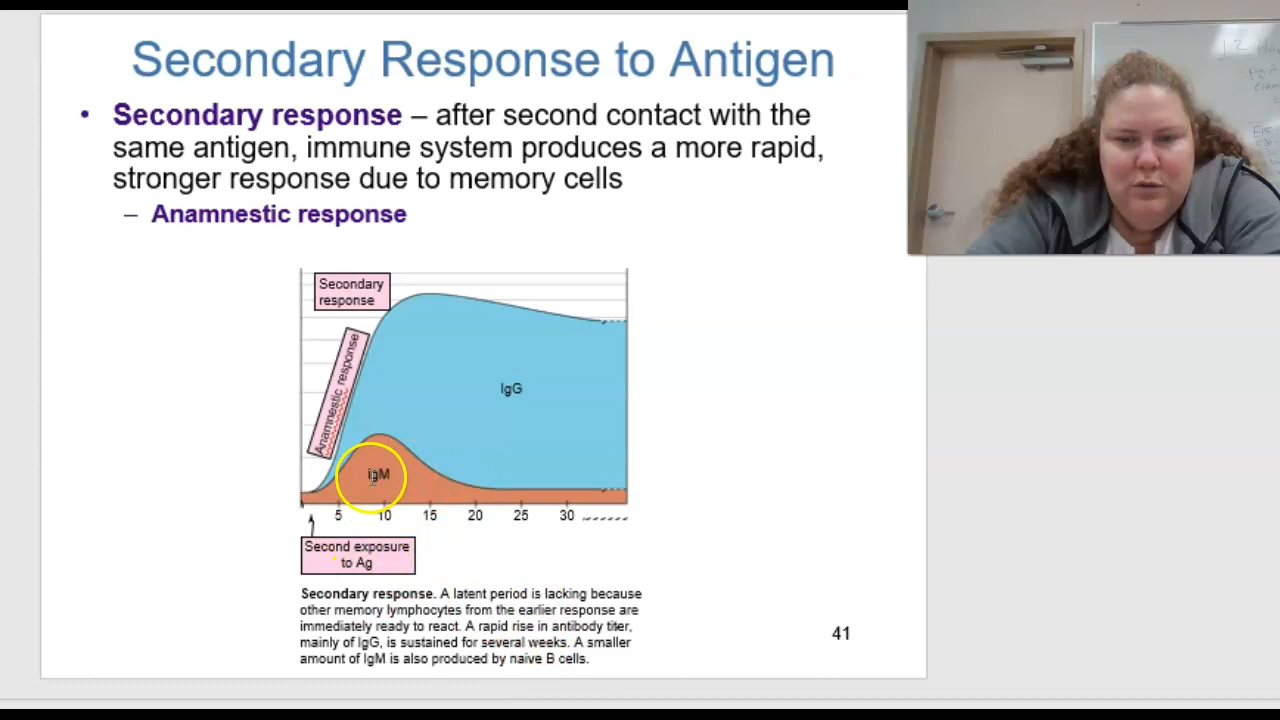 Secondary Response to Antigen
• Secondary response – after second contact with the
same antigen, immune system produces a more rapid,
stronger response due to memory cells
– Anamnestic response
Secondary
response
Anamnestic response
IgG
IgM
5 10 15 20 25 30
Second exposure
to Ag
Secondary response. A latent period is lacking because
other memory lymphocytes from the earlier response are
immediately ready to react. A rapid rise in antibody titer,
mainly of IgG, is sustained for several weeks. A smaller
amount of IgM is also produced by naive B cells.
41